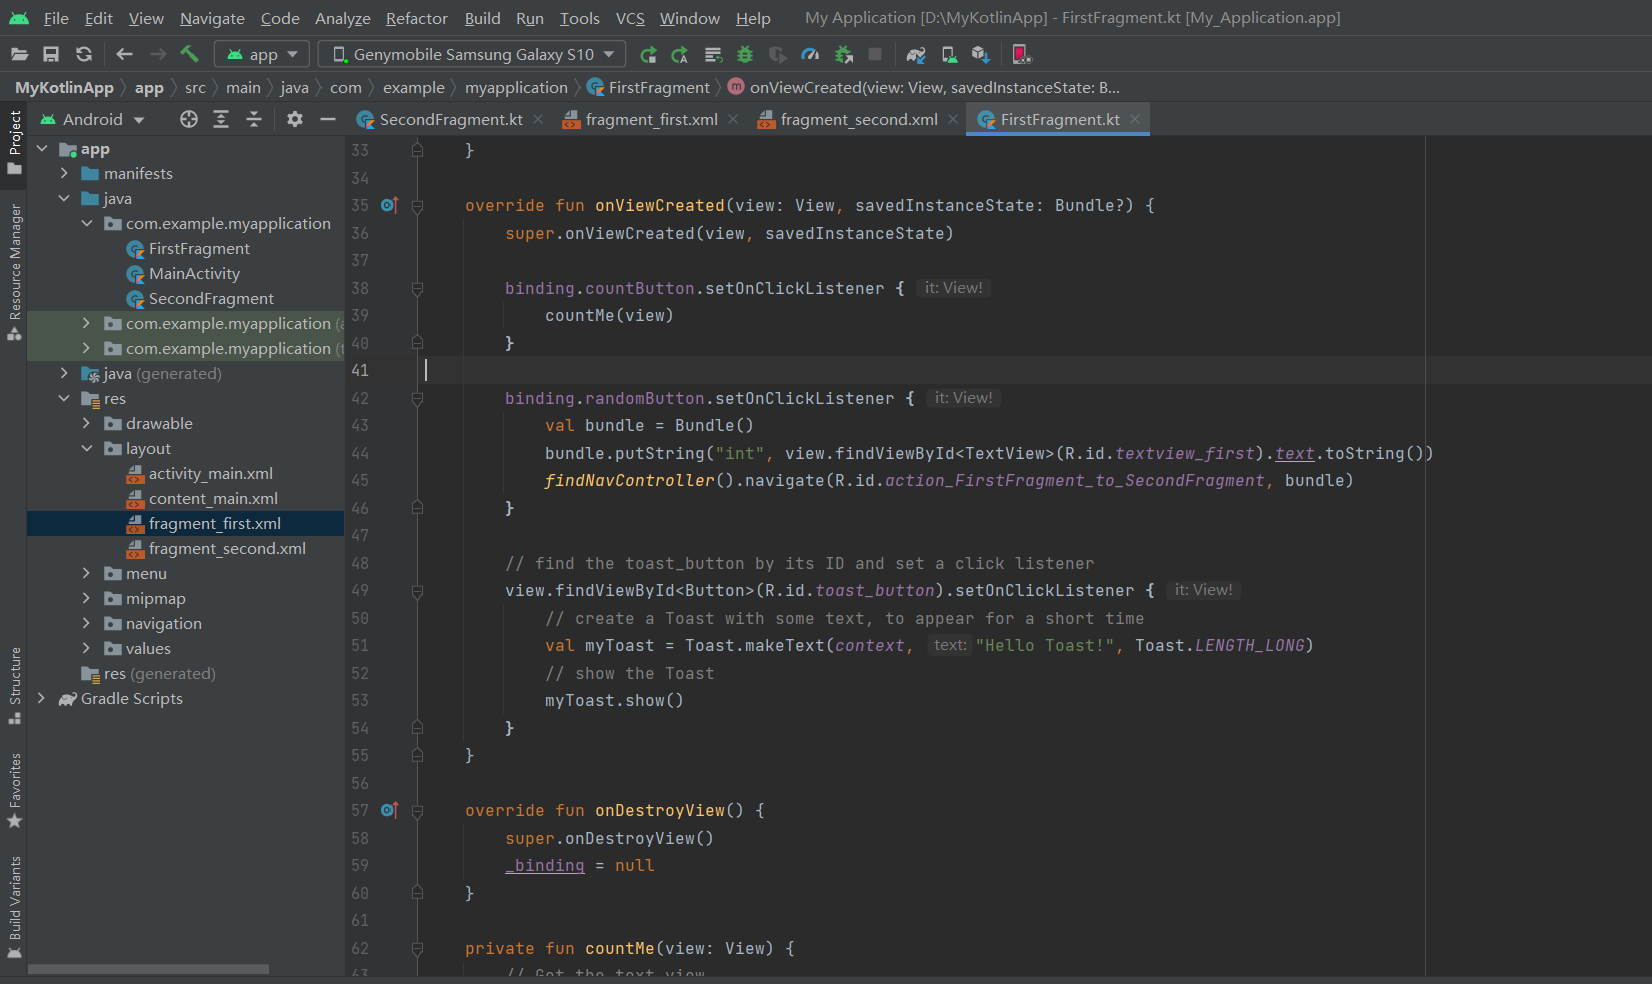 File Edit View Navigate Code Analyze Refactor Build Run Tools VCS Window Help My Application [D:\MyKotlinApp] - FirstFragment.kt [My_Application.app]
app Genymobile Samsung Galaxy S10
MyKotlinApp app src main java com example myapplication FirstFragment onViewCreated(view: View, savedInstanceState: B...
Android SecondFragment.kt fragment_first.xml fragment_second.xml FirstFragment.kt
Project
Resource Manager
Structure
Favorites
Build Variants
app
manifests
java
com.example.myapplication
FirstFragment
MainActivity
SecondFragment
com.example.myapplication
com.example.myapplication
java (generated)
res
drawable
layout
activity_main.xml
content_main.xml
fragment_first.xml
fragment_second.xml
menu
mipmap
navigation
values
res (generated)
Gradle Scripts
33 }
34
35 override fun onViewCreated(view: View, savedInstanceState: Bundle?) {
36 super.onViewCreated(view, savedInstanceState)
37
38 binding.countButton.setOnClickListener { it: View!
39 countMe(view)
40 }
41
42 binding.randomButton.setOnClickListener { it: View!
43 val bundle = Bundle()
44 bundle.putString("int", view.findViewById<TextView>(R.id.textview_first).text.toString())
45 findNavController().navigate(R.id.action_FirstFragment_to_SecondFragment, bundle)
46 }
47
48 // find the toast_button by its ID and set a click listener
49 view.findViewById<Button>(R.id.toast_button).setOnClickListener { it: View!
50 // create a Toast with some text, to appear for a short time
51 val myToast = Toast.makeText(context, text: "Hello Toast!", Toast.LENGTH_LONG)
52 // show the Toast
53 myToast.show()
54 }
55 }
56
57 override fun onDestroyView() {
58 super.onDestroyView()
59 _binding = null
60 }
61
62 private fun countMe(view: View) {
63 // Get the text view